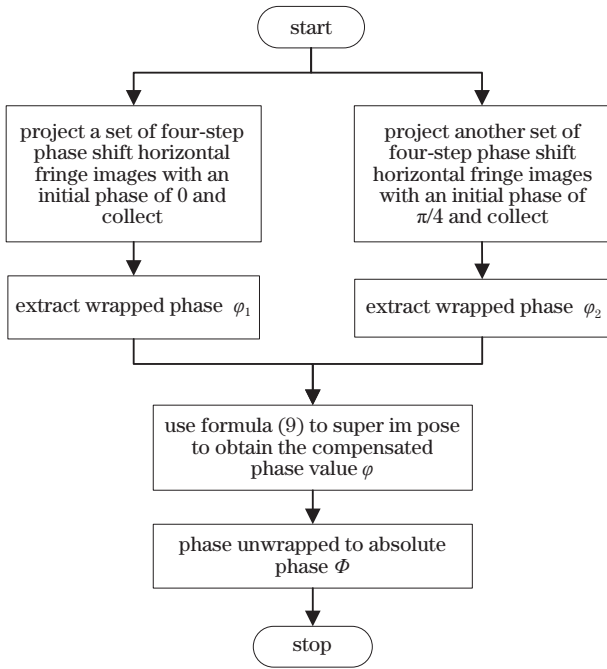 start
project a set of four-step
phase shift horizontal
fringe images with an
initial phase of 0 and
collect
project another set of
four-step phase shift
horizontal fringe images
with an initial phase of
π/4 and collect
extract wrapped phase φ₁
extract wrapped phase φ₂
use formula (9) to super im pose
to obtain the compensated
phase value φ
phase unwrapped to absolute
phase Φ
stop